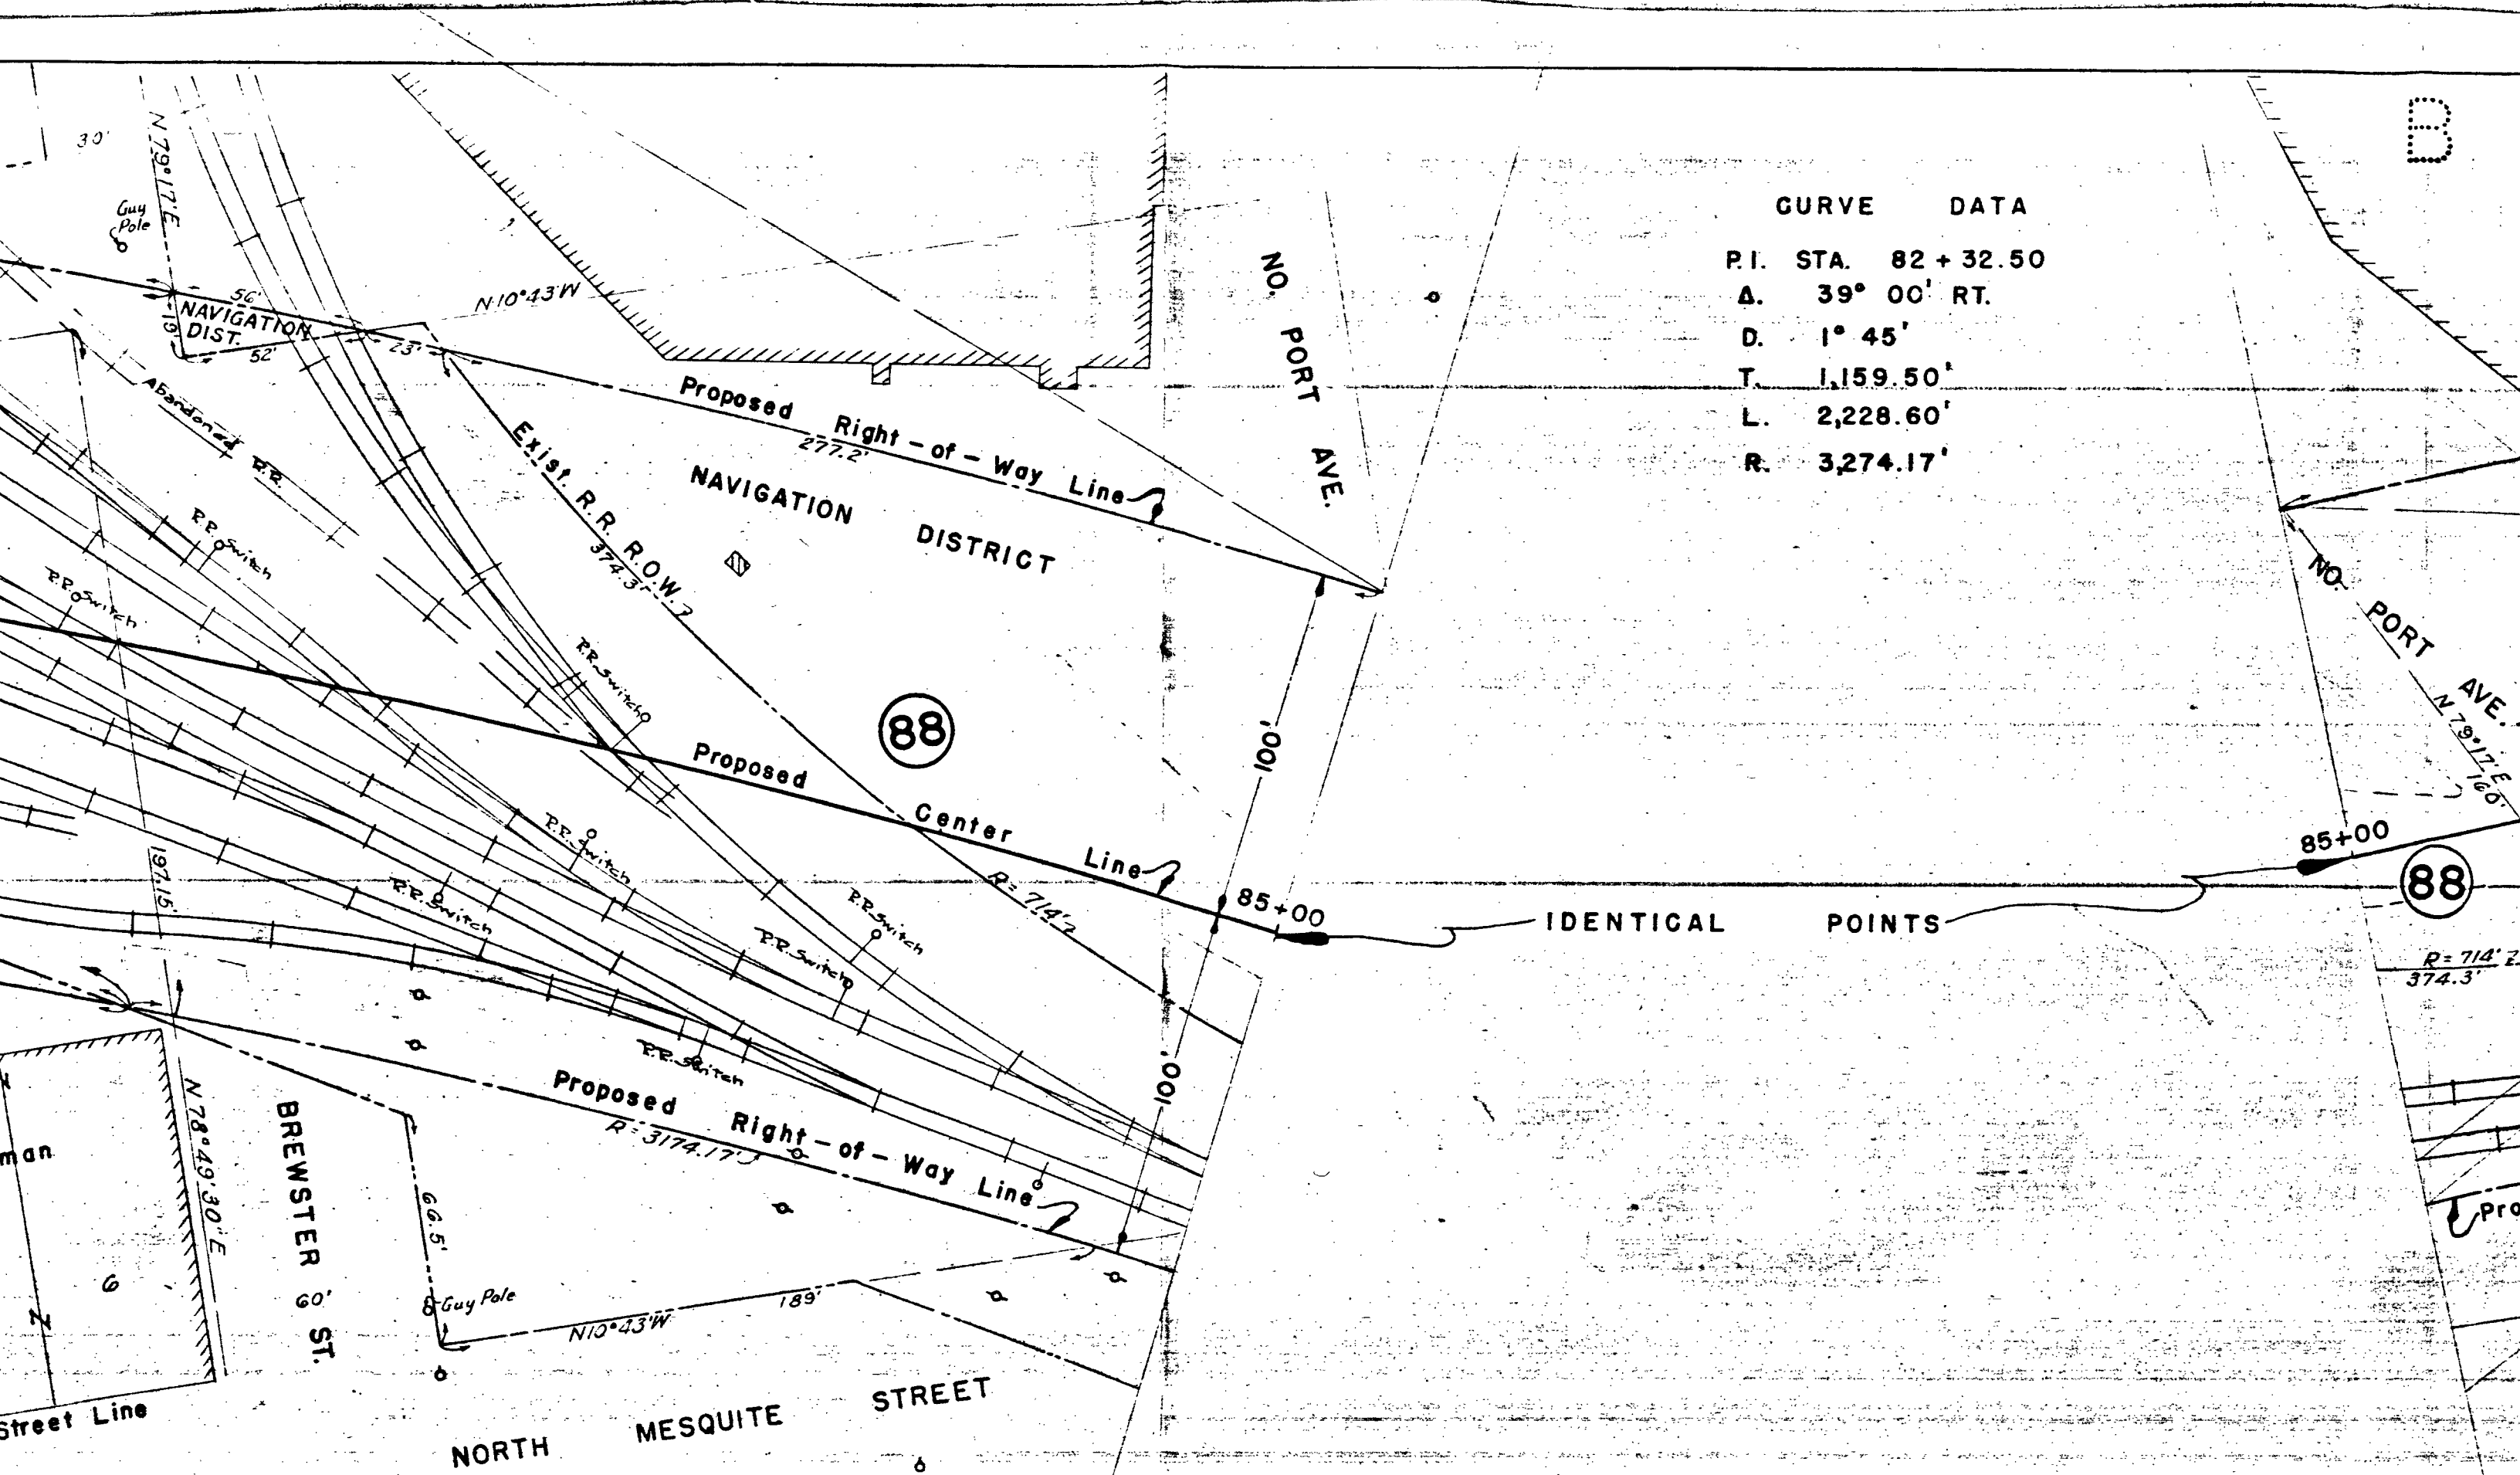 B
30'
N 79°17'E
Guy
Pole
56'
NAVIGATION
DIST.
19'
52'
23'
N 10°43'W
CURVE DATA
P.I. STA. 82 + 32.50
Δ. 39° 00' RT.
D. 1° 45'
T. 1,159.50'
L. 2,228.60'
R. 3,274.17'
NO. PORT AVE.
Proposed Right-of-Way Line
277.2'
Abandoned R.R.
Exist. R.R. R.O.W.
374.3'
NAVIGATION DISTRICT
R.R. Switch
R.R. Switch
R.R. Switch
88
100'
Proposed Center Line
NO. PORT AVE.
N 79°17'E
160'
85+00
85+00
IDENTICAL POINTS
88
R.R. Switch
R.R. Switch
R.R. Switch
R.R. Switch
R.R. Switch
R= 714'
R= 714'
374.3'
197.15'
100'
Proposed Right-of-Way Line
R= 3174.17'
man
N 78°49'30"E
BREWSTER ST.
60'
66.5'
6
Guy Pole
N10°43'W
189'
Pro
Street Line
NORTH MESQUITE STREET